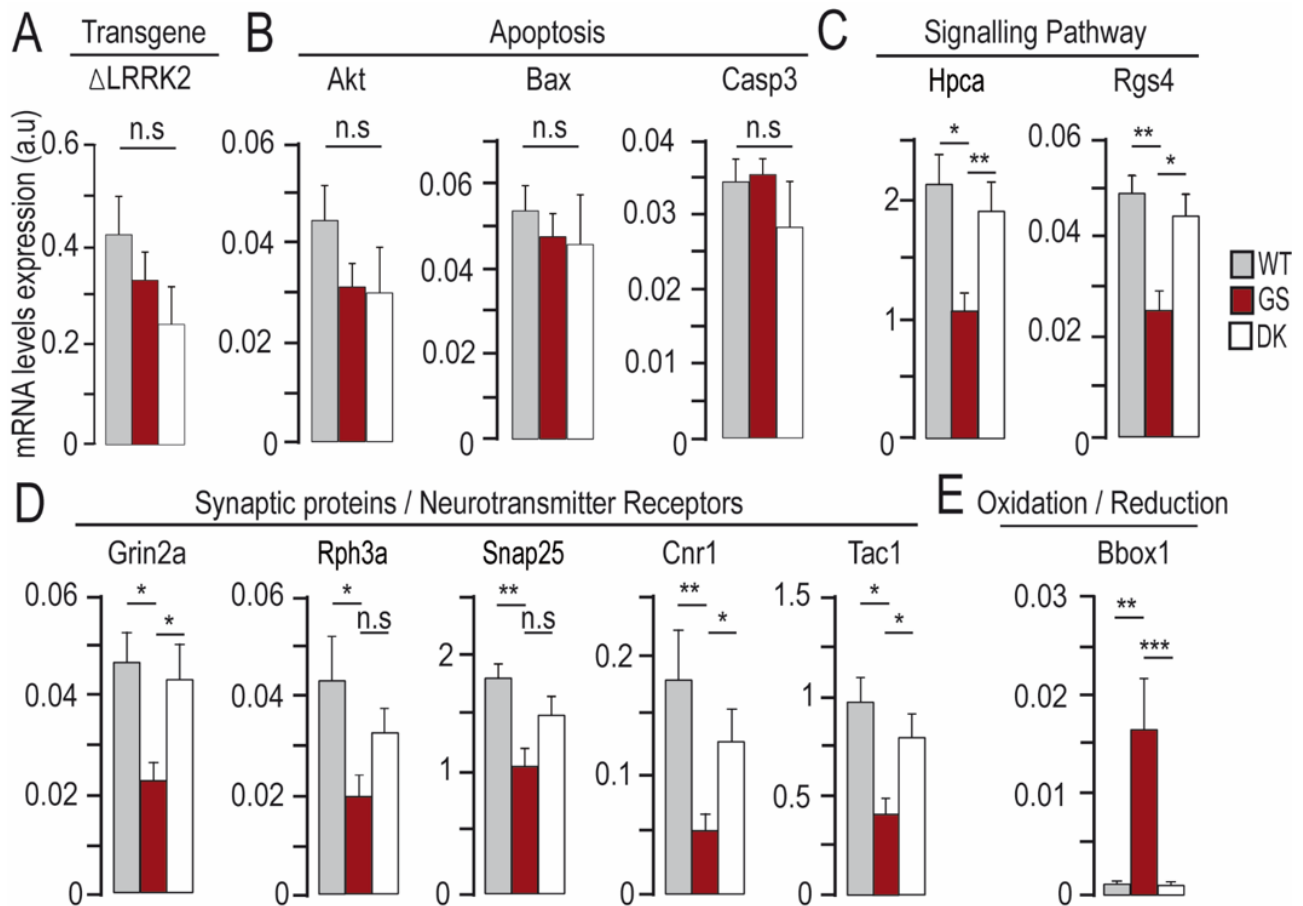 A Transgene
ΔLRRK2
mRNA levels expression (a.u)
0.6
0.4
0.2
0
n.s
B Apoptosis
Akt
0.06
0.04
0.02
0
n.s
Bax
0.06
0.04
0.02
0
n.s
Casp3
0.04
0.03
0.02
0.01
0
n.s
C Signalling Pathway
Hpca
2
1
0
*
**
Rgs4
0.06
0.04
0.02
0
**
*
WT
GS
DK
D Synaptic proteins / Neurotransmitter Receptors
Grin2a
0.06
0.04
0.02
0
*
*
Rph3a
0.06
0.04
0.02
0
*
n.s
Snap25
2
1
0
**
n.s
Cnr1
0.2
0.1
0
**
*
Tac1
1.5
1
0.5
0
*
*
E Oxidation / Reduction
Bbox1
0.03
0.02
0.01
0
**
***